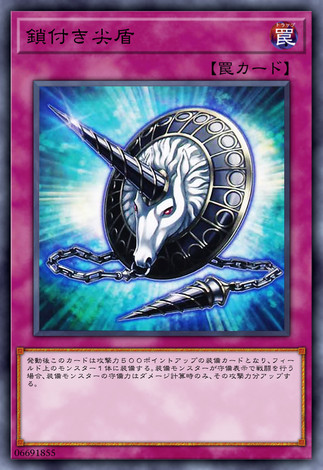 鎖付き尖盾
トラップ
罠
【罠カード】
発動後このカードは攻撃力５００ポイントアップの装備カードとなり、フィー
ルド上のモンスター１体に装備する。装備モンスターが守備表示で戦闘を行う
場合、装備モンスターの守備力はダメージ計算時のみ、その攻撃力分アップす
る。
06691855